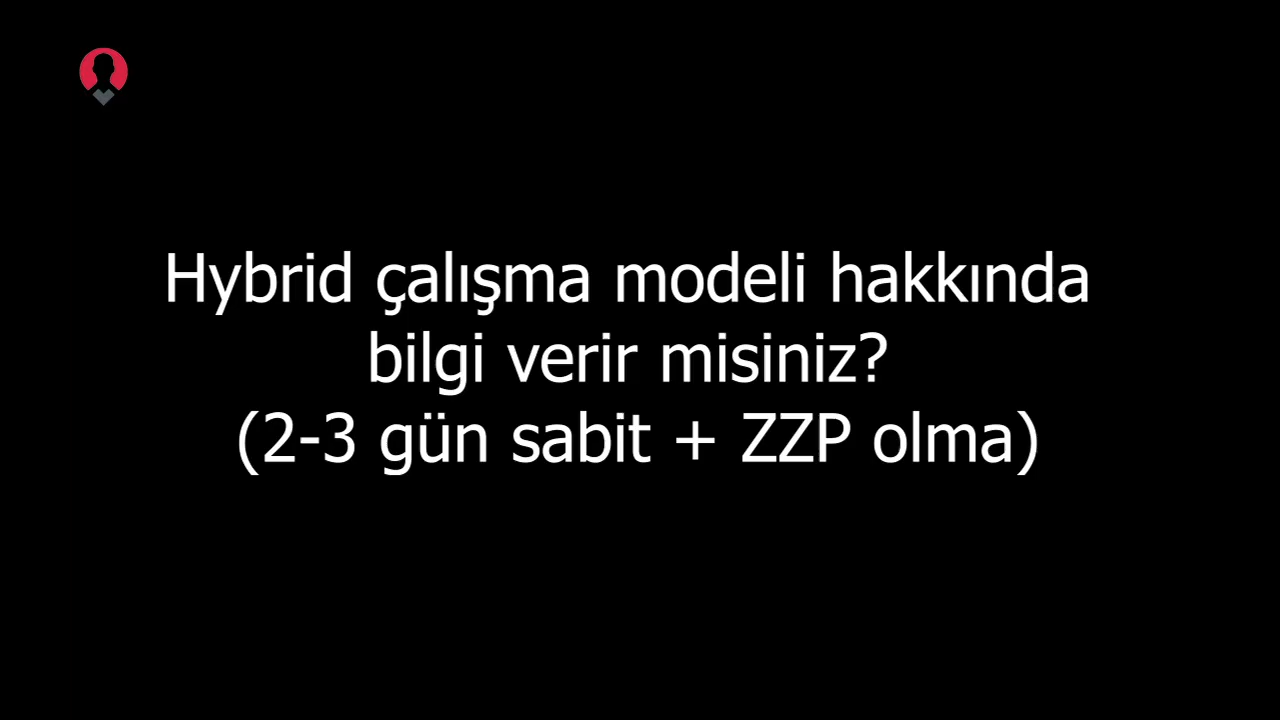 Hybrid çalışma modeli hakkında
bilgi verir misiniz?
(2-3 gün sabit + ZZP olma)